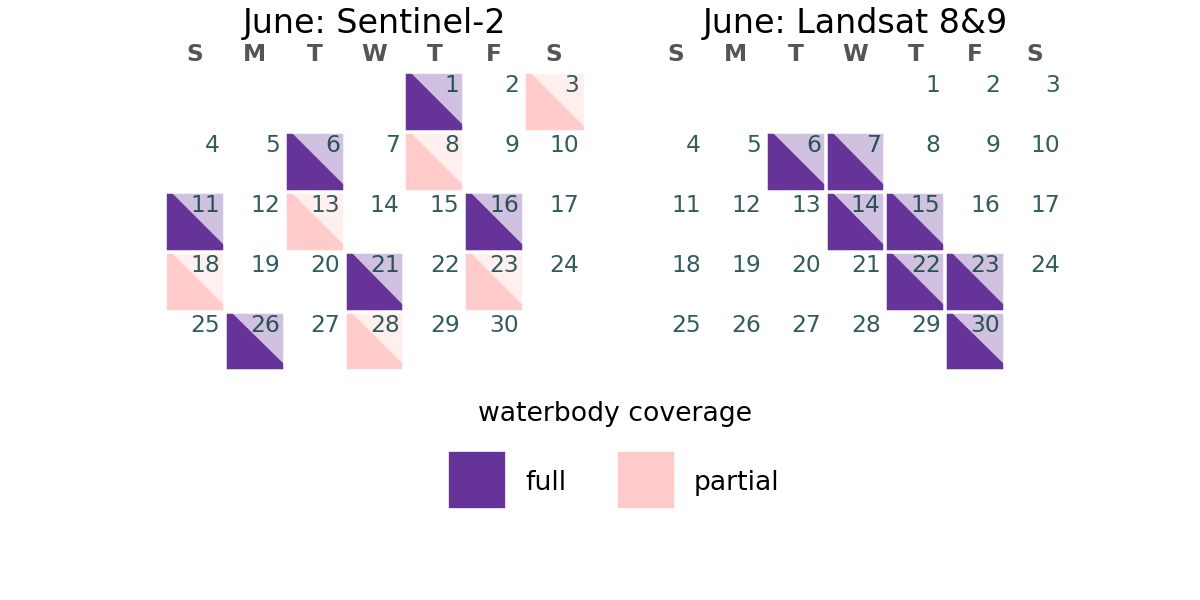 June: Sentinel-2
S M T W T F S
1 2 3
4 5 6 7 8 9 10
11 12 13 14 15 16 17
18 19 20 21 22 23 24
25 26 27 28 29 30
June: Landsat 8&9
S M T W T F S
1 2 3
4 5 6 7 8 9 10
11 12 13 14 15 16 17
18 19 20 21 22 23 24
25 26 27 28 29 30
waterbody coverage
full partial